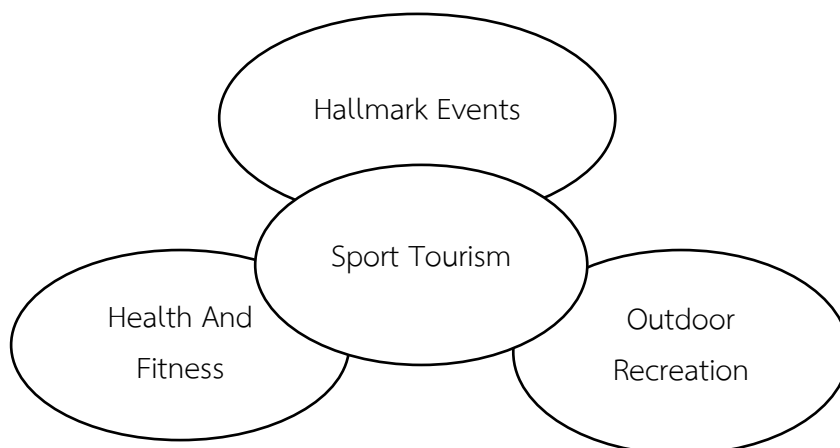 Hallmark Events
Sport Tourism
Health And
Fitness
Outdoor
Recreation